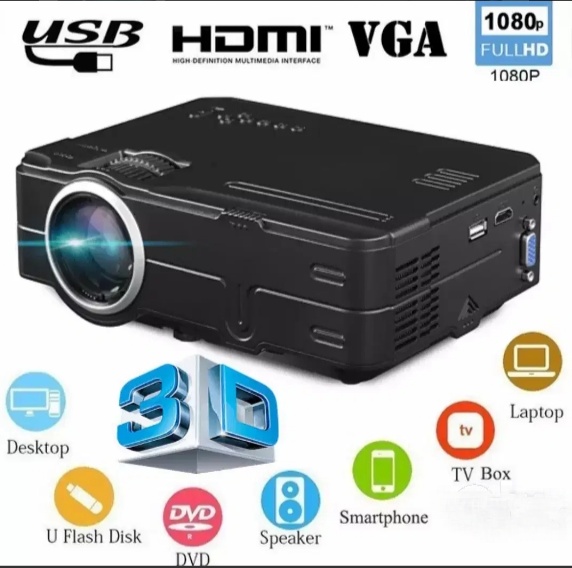 USB HDMI™ VGA 1080p
HIGH-DEFINITION MULTIMEDIA INTERFACE
FULLHD
1080P
3D
Desktop
U Flash Disk
DVD
DVD
Speaker
Smartphone
tv
TV Box
Laptop